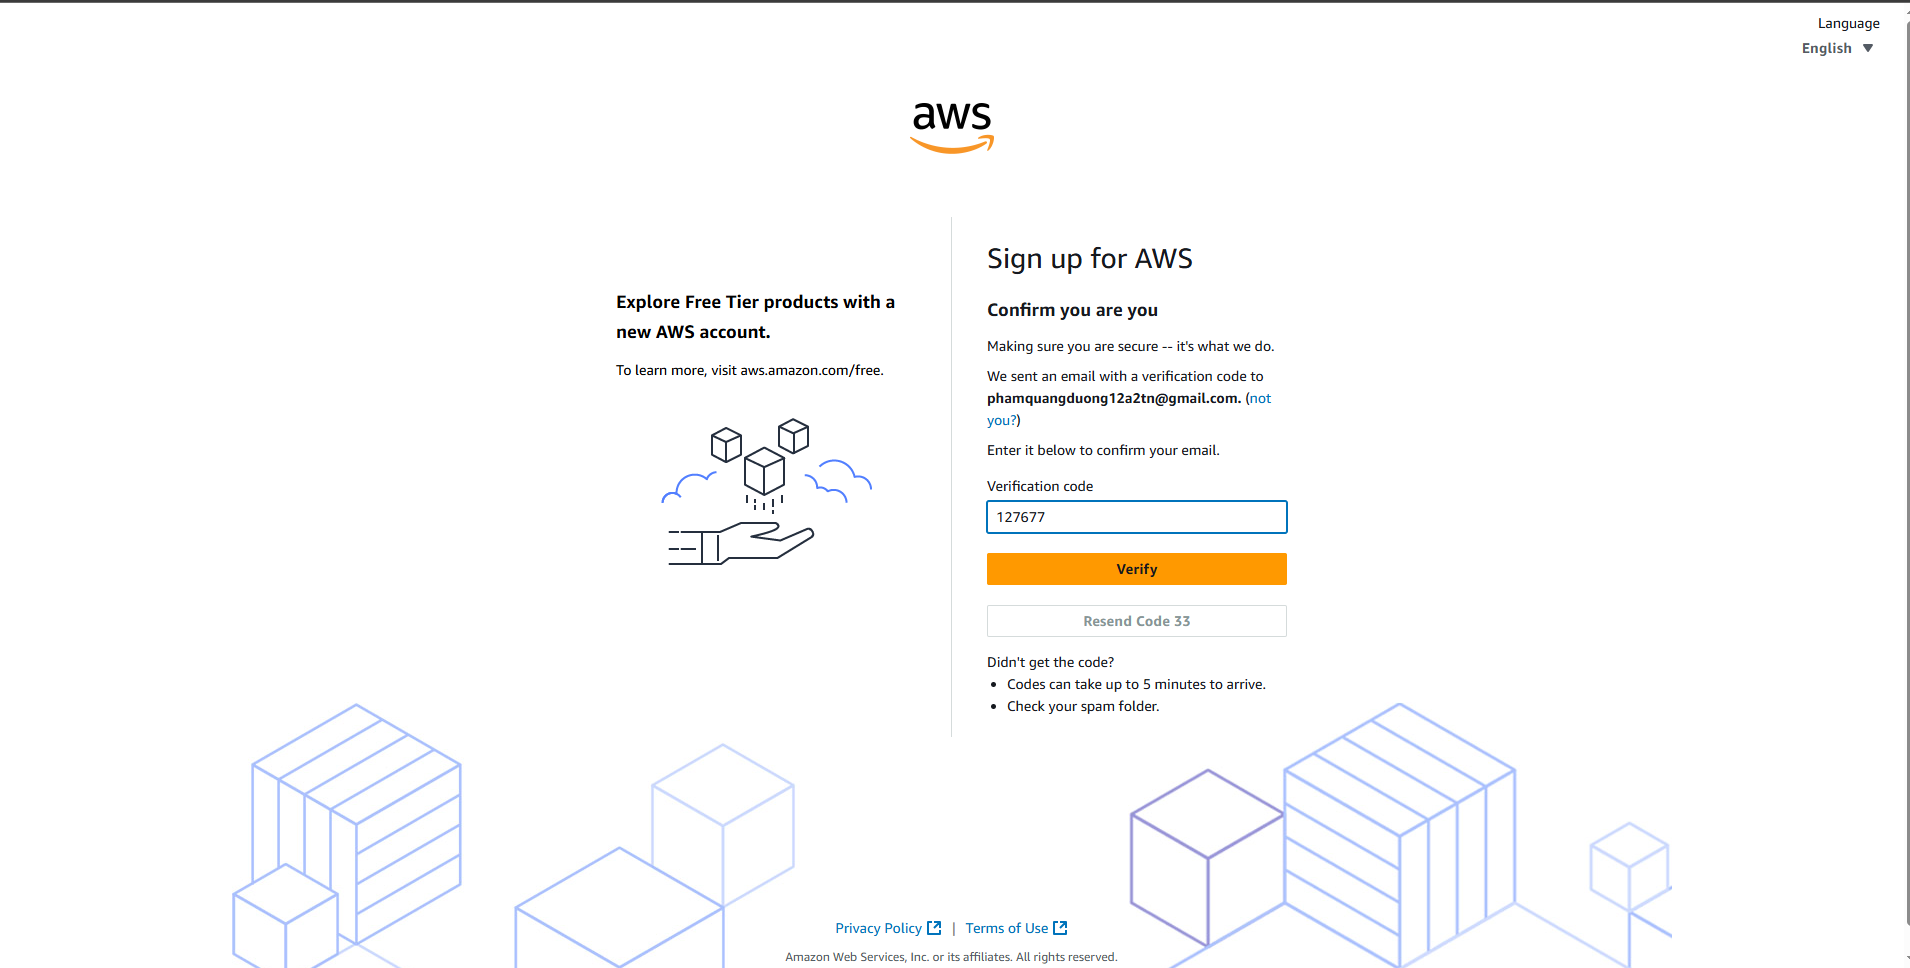 Language
English
aws
Explore Free Tier products with a
new AWS account.
To learn more, visit aws.amazon.com/free.
Sign up for AWS
Confirm you are you
Making sure you are secure -- it's what we do.
We sent an email with a verification code to
phamquangduong12a2tn@gmail.com. (not
you?)
Enter it below to confirm your email.
Verification code
127677
Verify
Resend Code 33
Didn't get the code?
• Codes can take up to 5 minutes to arrive.
• Check your spam folder.
Privacy Policy | Terms of Use
Amazon Web Services, Inc. or its affiliates. All rights reserved.